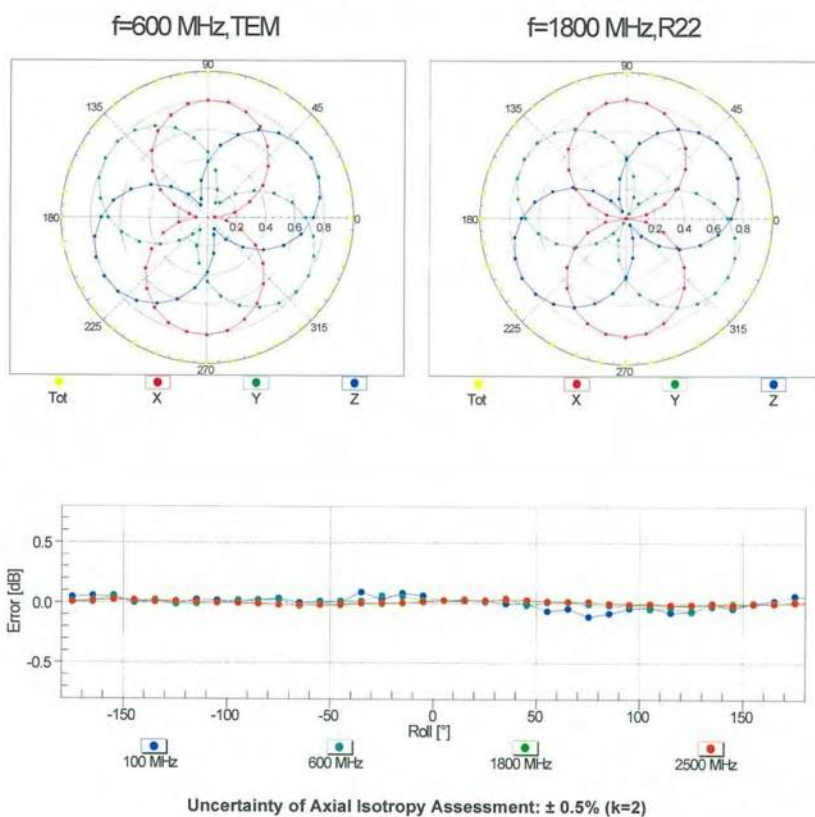 f=600 MHz,TEM
f=1800 MHz,R22
90
135
45
180
0.2 0.4 0.6 0.8
0
225
315
270
Tot X Y Z
90
135
45
180
0.2 0.4 0.6 0.8
0
225
315
270
Tot X Y Z
Error [dB]
0.5
0.0
-0.5
-150 -100 -50 0 50 100 150
Roll [°]
100 MHz 600 MHz 1800 MHz 2500 MHz
Uncertainty of Axial Isotropy Assessment: ± 0.5% (k=2)